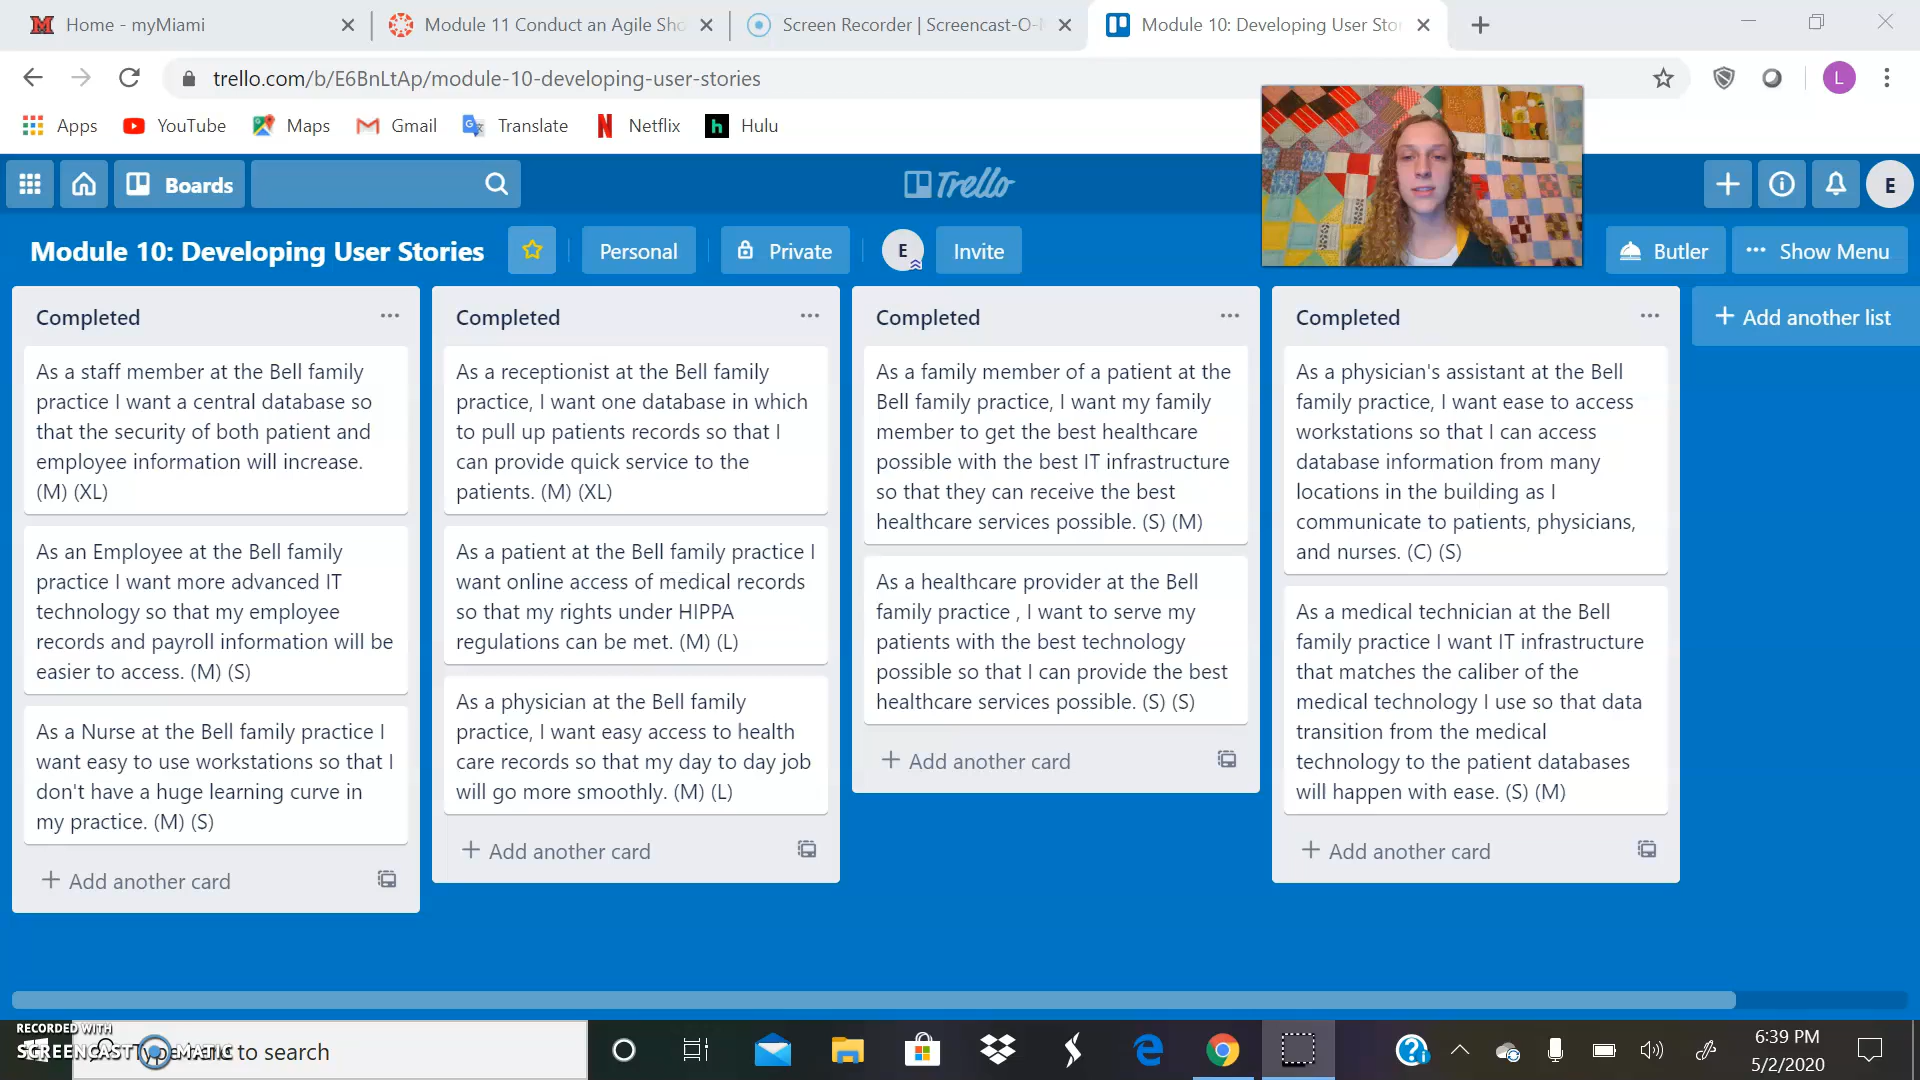 Home - myMiami
Module 11 Conduct an Agile Sho
Screen Recorder | Screencast-O-
Module 10: Developing User Stor
trello.com/b/E6BnLtAp/module-10-developing-user-stories
L
Apps
YouTube
Maps
Gmail
Translate
Netflix
Hulu
Boards
Trello
E
Module 10: Developing User Stories
Personal
Private
E
Invite
Butler
Show Menu
Completed
As a staff member at the Bell family
practice I want a central database so
that the security of both patient and
employee information will increase.
(M) (XL)
As an Employee at the Bell family
practice I want more advanced IT
technology so that my employee
records and payroll information will be
easier to access. (M) (S)
As a Nurse at the Bell family practice I
want easy to use workstations so that I
don't have a huge learning curve in
my practice. (M) (S)
+ Add another card
Completed
As a receptionist at the Bell family
practice, I want one database in which
to pull up patients records so that I
can provide quick service to the
patients. (M) (XL)
As a patient at the Bell family practice I
want online access of medical records
so that my rights under HIPPA
regulations can be met. (M) (L)
As a physician at the Bell family
practice, I want easy access to health
care records so that my day to day job
will go more smoothly. (M) (L)
+ Add another card
Completed
As a family member of a patient at the
Bell family practice, I want my family
member to get the best healthcare
possible with the best IT infrastructure
so that they can receive the best
healthcare services possible. (S) (M)
As a healthcare provider at the Bell
family practice , I want to serve my
patients with the best technology
possible so that I can provide the best
healthcare services possible. (S) (S)
+ Add another card
Completed
As a physician's assistant at the Bell
family practice, I want ease to access
workstations so that I can access
database information from many
locations in the building as I
communicate to patients, physicians,
and nurses. (C) (S)
As a medical technician at the Bell
family practice I want IT infrastructure
that matches the caliber of the
medical technology I use so that data
transition from the medical
technology to the patient databases
will happen with ease. (S) (M)
+ Add another card
+ Add another list
RECORDED WITH
SCREENCAST MATIC
Type here to search
6:39 PM
5/2/2020